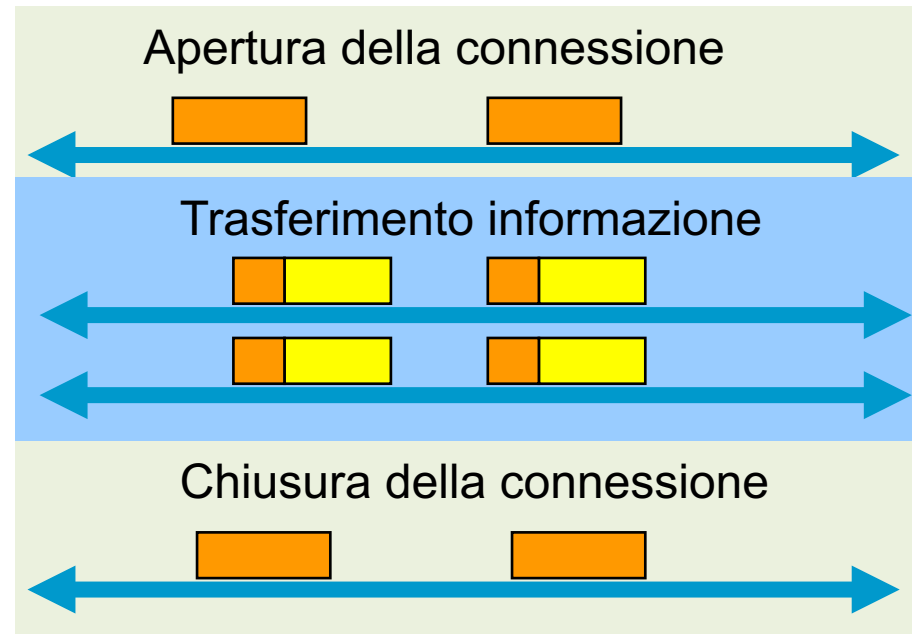 Apertura della connessione
Trasferimento informazione
Chiusura della connessione